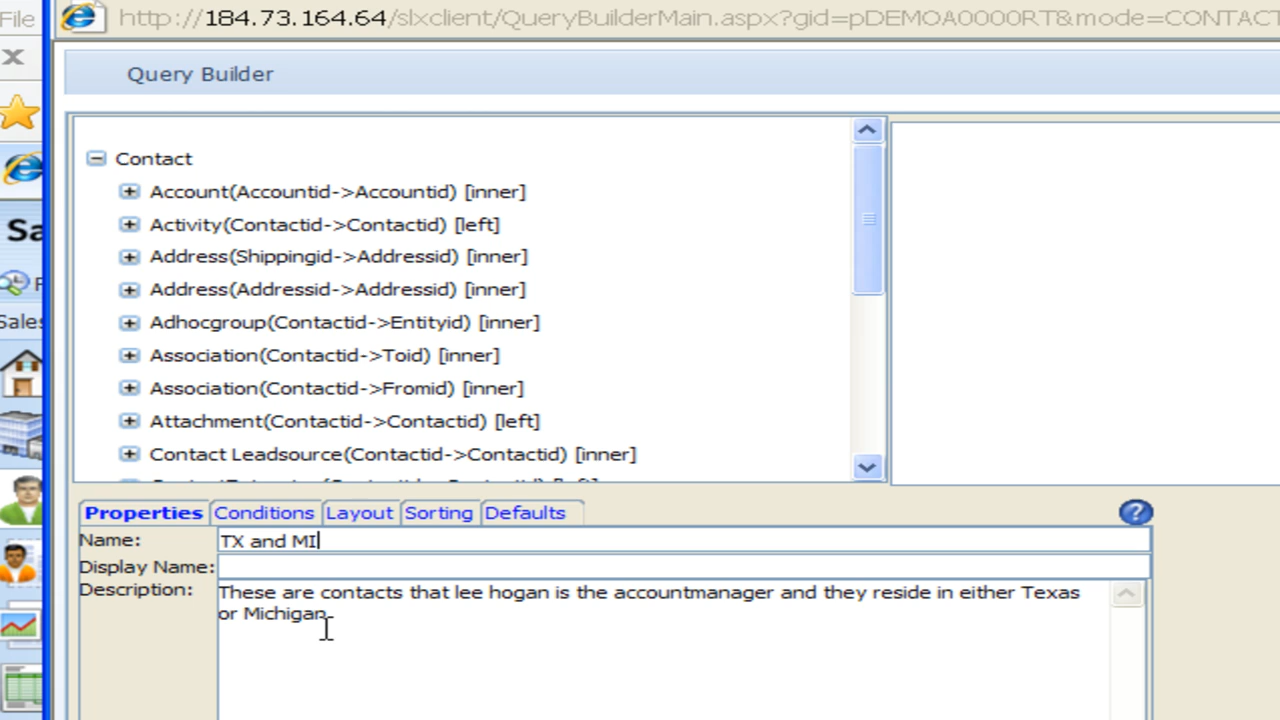 File
http://184.73.164.64/slxclient/QueryBuilderMain.aspx?gid=pDEMOA0000RT&mode=CONTACT
Query Builder
Contact
Account(Accountid->Accountid) [inner]
Activity(Contactid->Contactid) [left]
Address(Shippingid->Addressid) [inner]
Address(Addressid->Addressid) [inner]
Adhocgroup(Contactid->Entityid) [inner]
Association(Contactid->Toid) [inner]
Association(Contactid->Fromid) [inner]
Attachment(Contactid->Contactid) [left]
Contact Leadsource(Contactid->Contactid) [inner]
Sa
F
Sales
Properties Conditions Layout Sorting Defaults
Name: TX and MI
Display Name:
Description: These are contacts that lee hogan is the accountmanager and they reside in either Texas
or Michigan